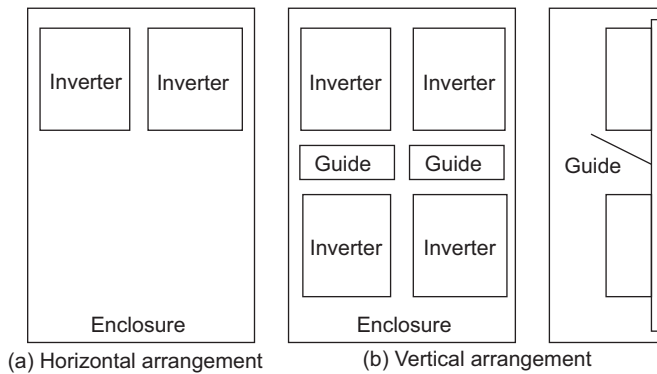 Inverter Inverter
Enclosure
(a) Horizontal arrangement
Inverter Inverter
Guide Guide
Inverter Inverter
Enclosure
Guide
(b) Vertical arrangement